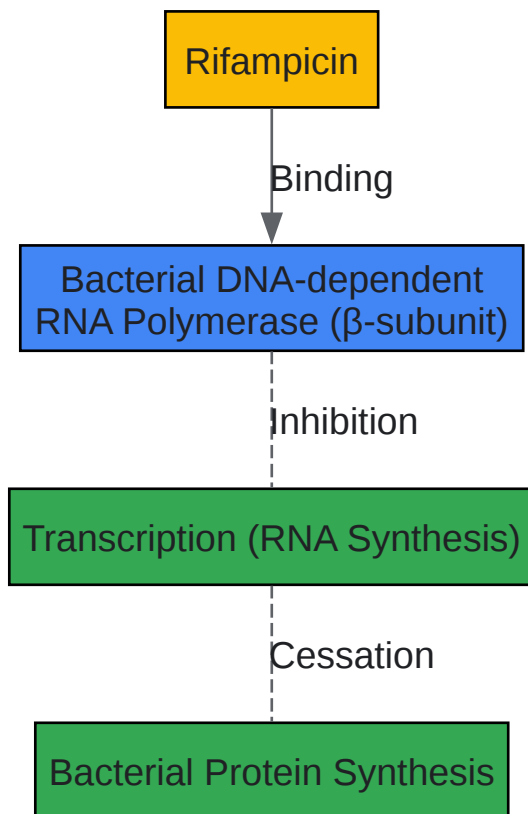 Rifampicin
Binding
Bacterial DNA-dependent
RNA Polymerase (β-subunit)
Inhibition
Transcription (RNA Synthesis)
Cessation
Bacterial Protein Synthesis